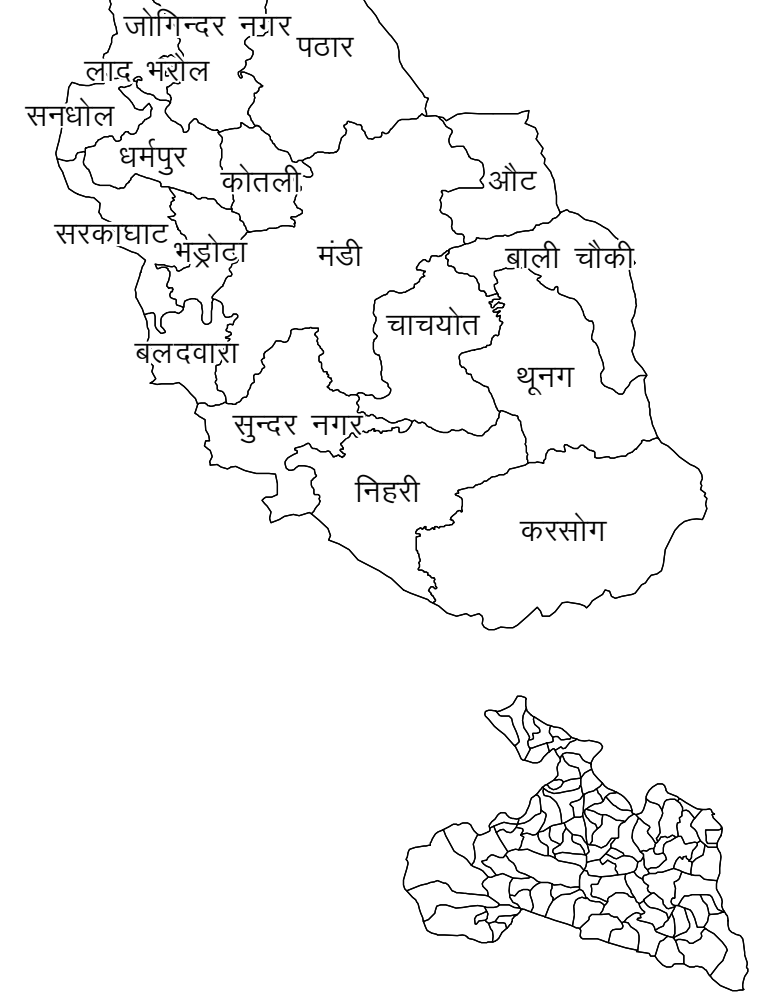 जोगिन्दर नगर
पठार
लाद भरोल
सनधोल
धर्मपुर
कोतली
औट
सरकाघाट
भड्रोटा
मंडी
बाली चौकी
चाचयोत
बलदवारा
थूनग
सुन्दर नगर
निहरी
करसोग